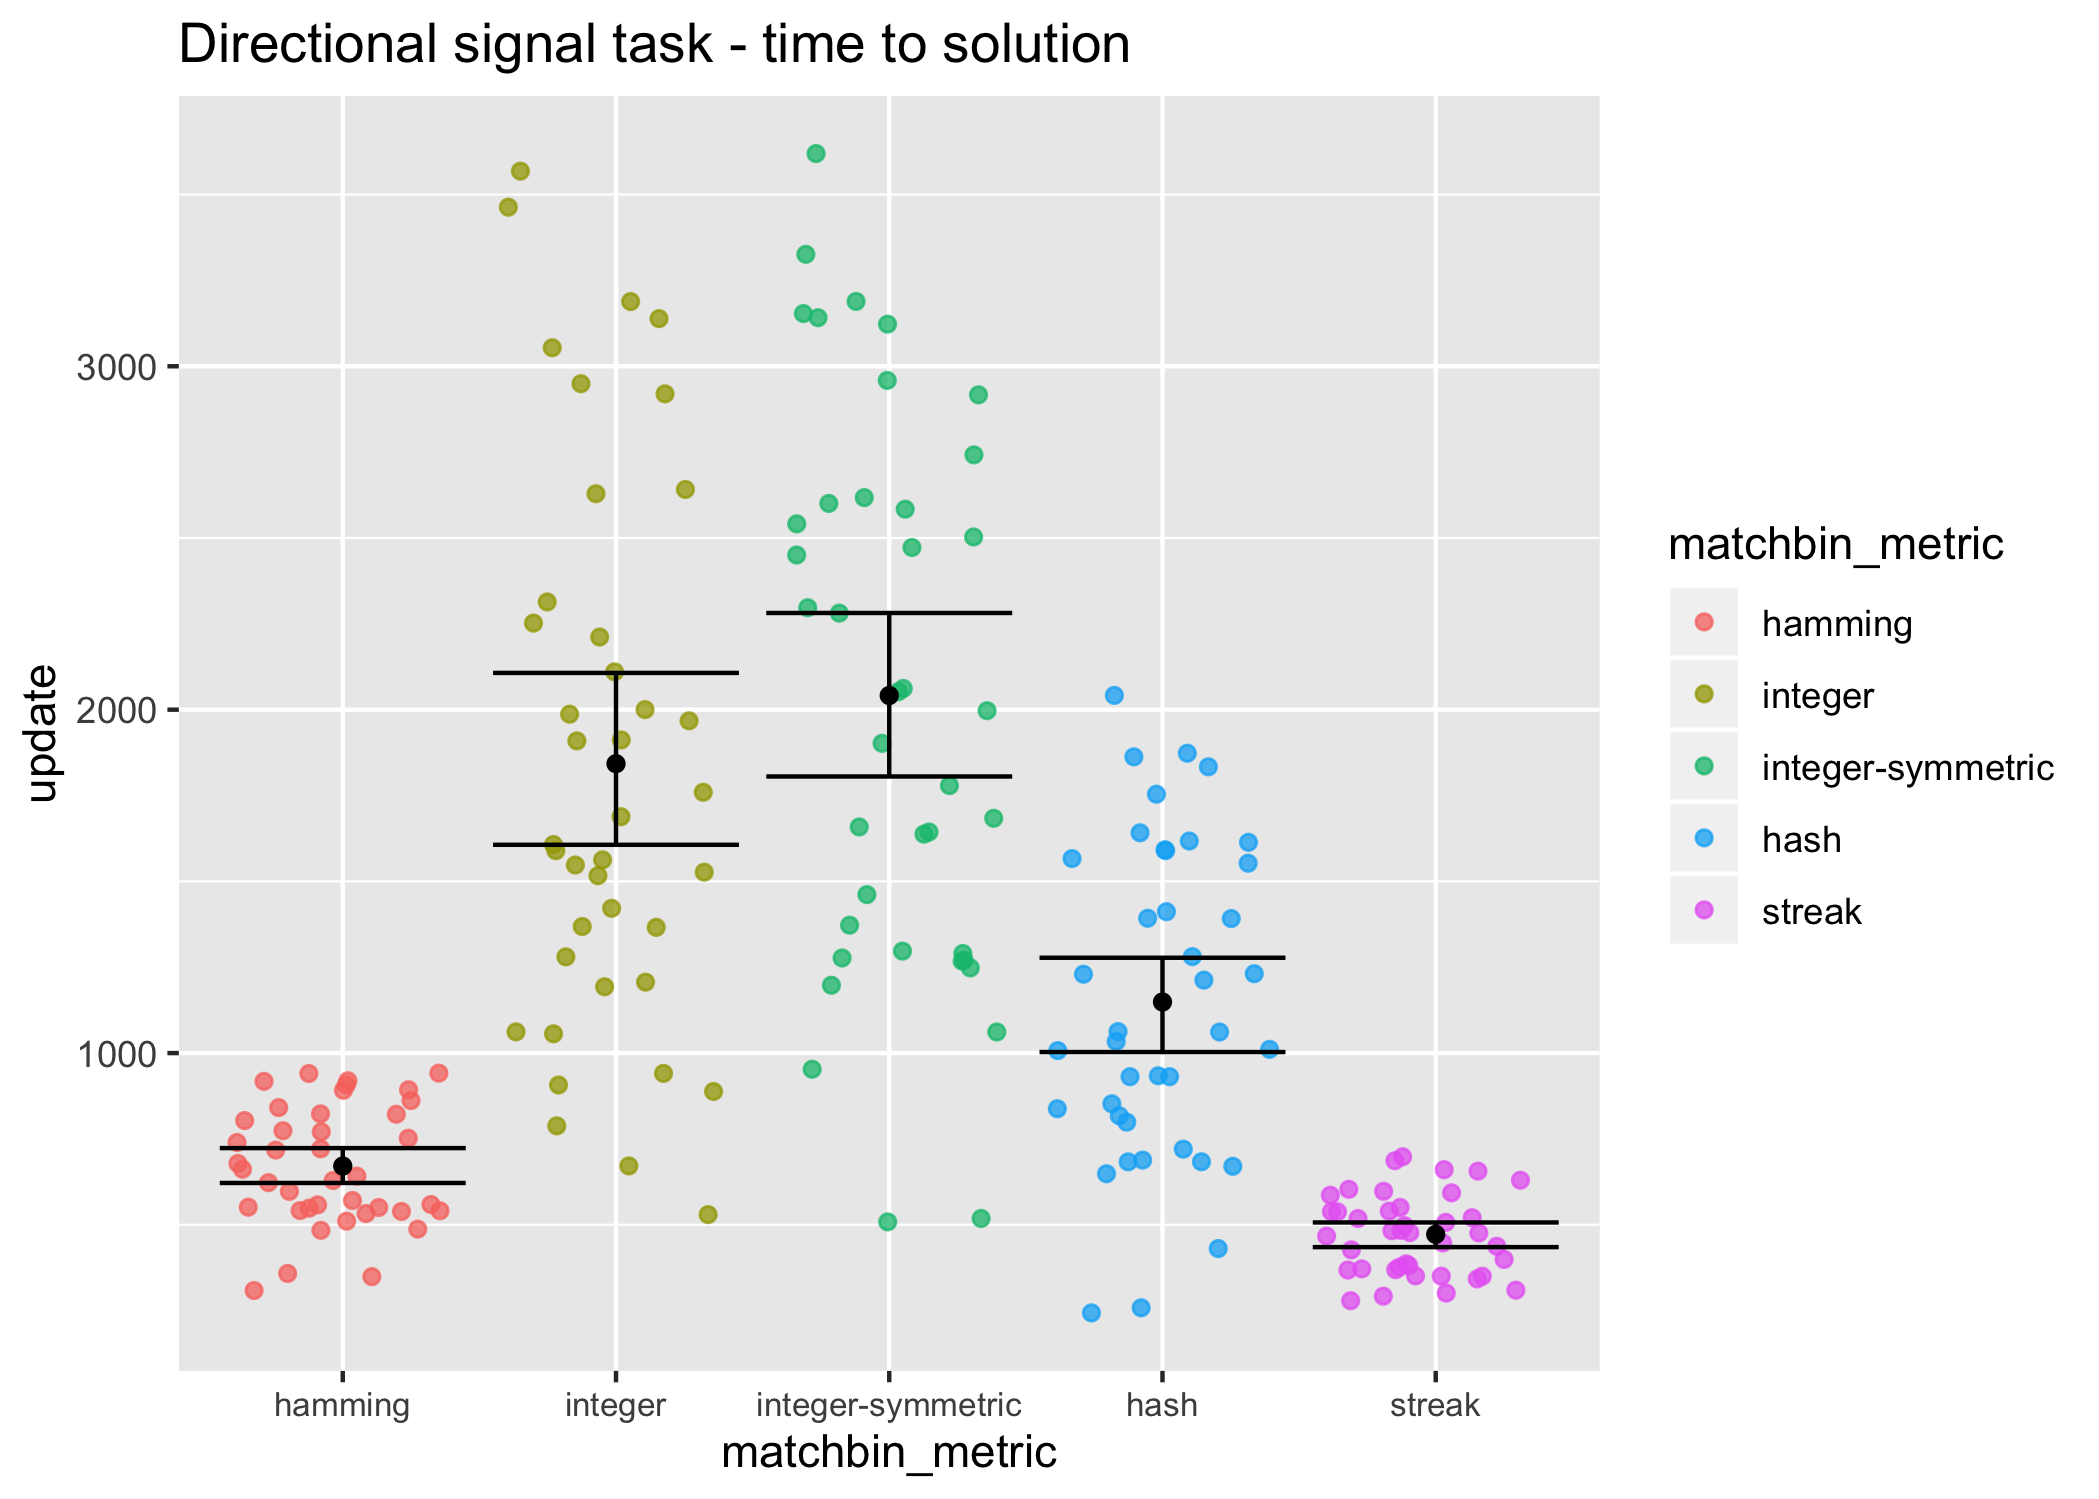 Directional signal task - time to solution
update
3000
2000
1000
hamming
integer
integer-symmetric
hash
streak
matchbin_metric
matchbin_metric
hamming
integer
integer-symmetric
hash
streak